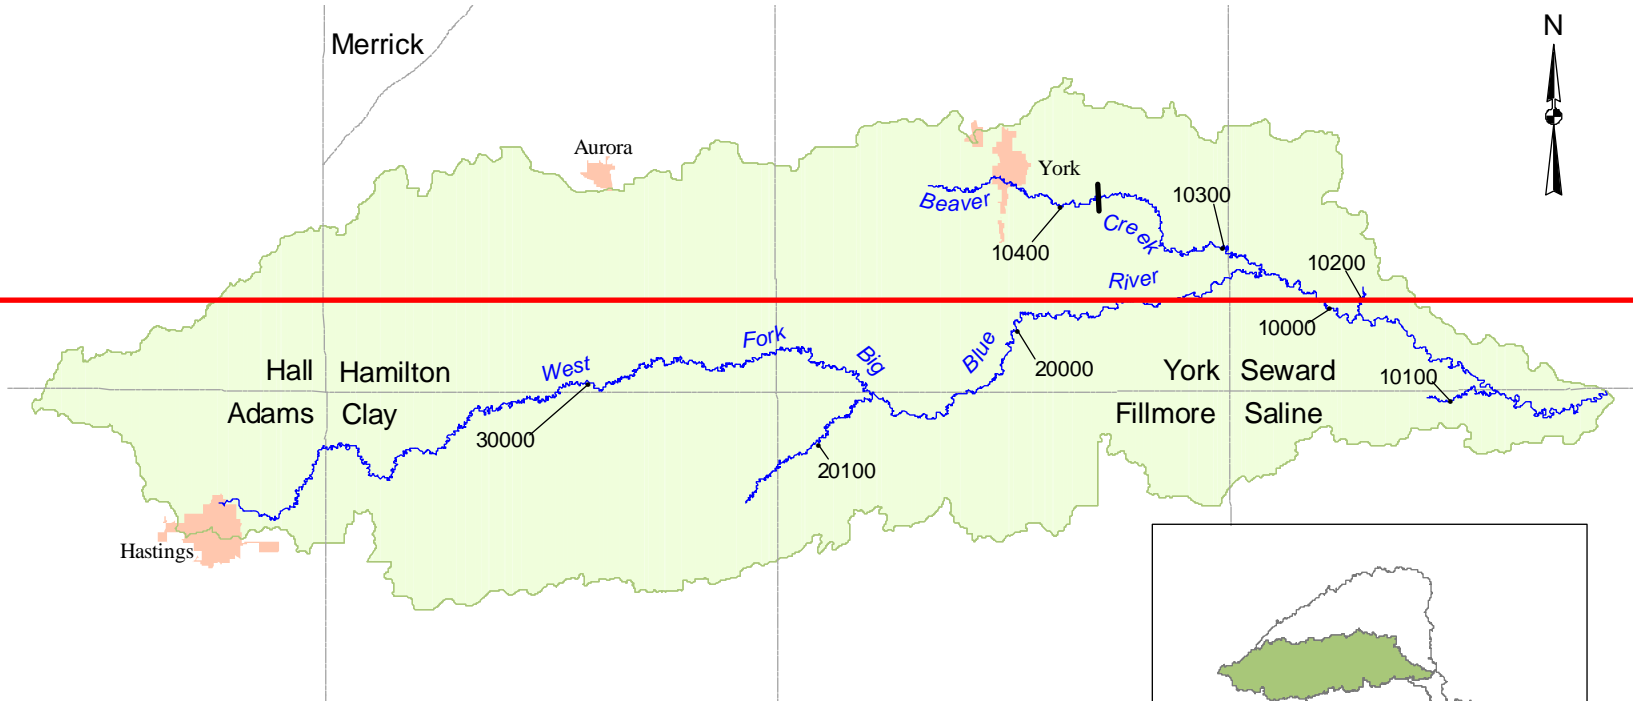 N
Merrick
Aurora
York
Beaver
10300
Creek
10400
10200
River
10000
Fork
Big
Blue
West
20000
Hall
Hamilton
York
Seward
10100
Adams
Clay
Fillmore
Saline
30000
20100
Hastings